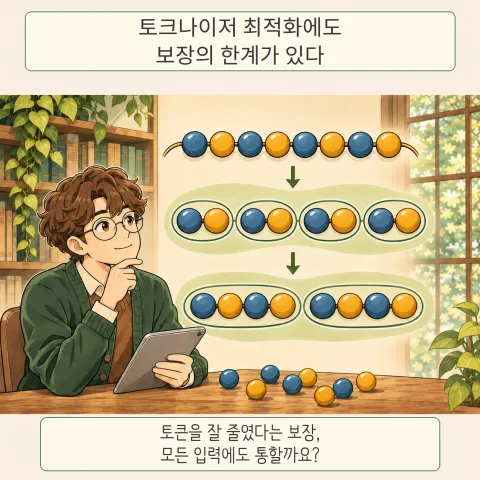 토크나이저 최적화에도
보장의 한계가 있다
토큰을 잘 줄였다는 보장,
모든 입력에도 통할까요?